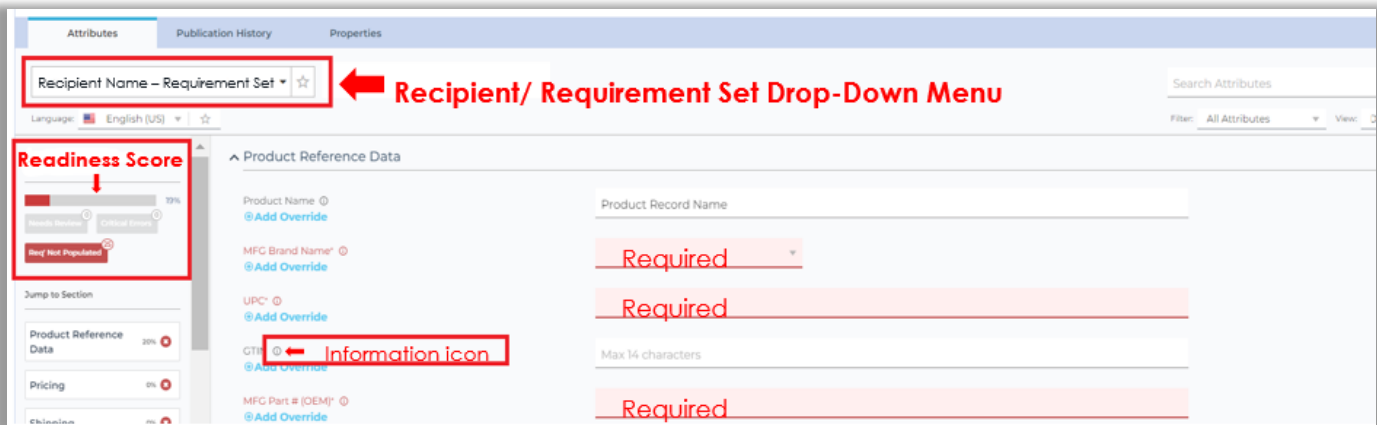 Attributes Publication History Properties
Recipient Name – Requirement Set
Recipient/ Requirement Set Drop-Down Menu
Search Attributes
Language: English (US)
Filter: All Attributes View:
Readiness Score
Product Reference Data
19%
Needs Review 0 Critical Errors 0
Req' Not Populated 25
Product Name
Add Override
Product Record Name
MFG Brand Name*
Add Override
Required
Jump to Section
UPC*
Add Override
Required
Product Reference Data 20%
GTIN
Information icon
Add Override
Max 14 characters
Pricing 0%
MFG Part # (OEM)*
Add Override
Required
Shipping 0%